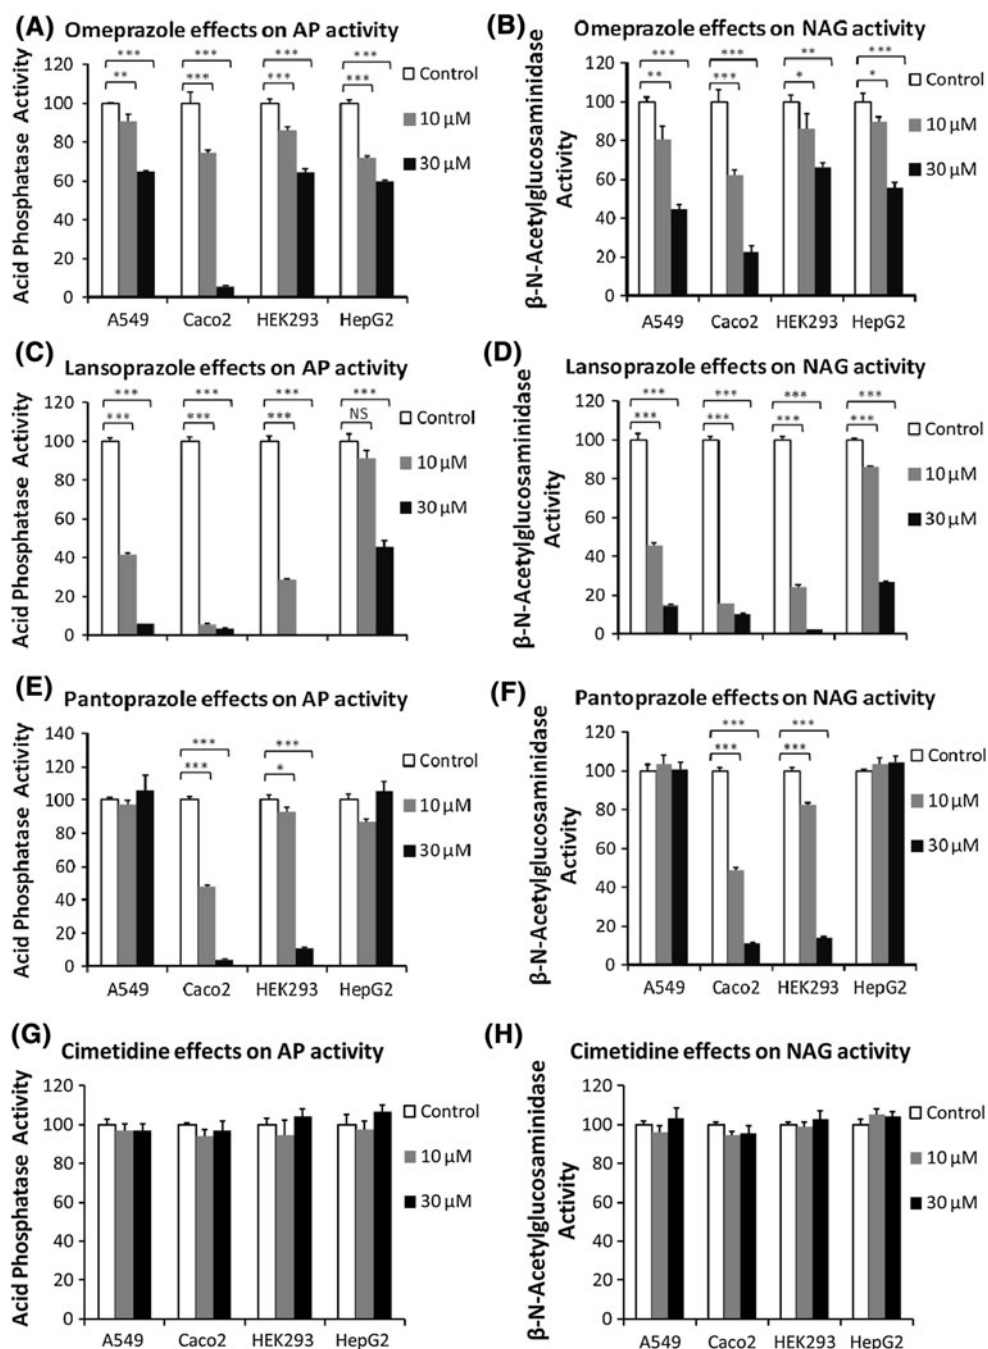 (A) Omeprazole effects on AP activity
Acid Phosphatase Activity
120
100
80
60
40
20
0
*** *** *** ***
** *** *** ***
Control
10 µM
30 µM
A549 Caco2 HEK293 HepG2
(B) Omeprazole effects on NAG activity
β-N-Acetylglucosaminidase
Activity
120
100
80
60
40
20
0
*** *** ** ***
** *** * *
Control
10 µM
30 µM
A549 Caco2 HEK293 HepG2
(C) Lansoprazole effects on AP activity
Acid Phosphatase Activity
120
100
80
60
40
20
0
*** *** *** ***
*** *** *** NS
Control
10 µM
30 µM
(D) Lansoprazole effects on NAG activity
β-N-Acetylglucosaminidase
Activity
120
100
80
60
40
20
0
*** *** *** ***
*** *** *** ***
Control
10 µM
30 µM
(E) Pantoprazole effects on AP activity
Acid Phosphatase Activity
140
120
100
80
60
40
20
0
*** ***
*** *
Control
10 µM
30 µM
A549 Caco2 HEK293 HepG2
(F) Pantoprazole effects on NAG activity
β-N-Acetylglucosaminidase
Activity
120
100
80
60
40
20
0
*** ***
*** ***
Control
10 µM
30 µM
A549 Caco2 HEK293 HepG2
(G) Cimetidine effects on AP activity
Acid Phosphatase Activity
120
100
80
60
40
20
0
Control
10 µM
30 µM
A549 Caco2 HEK293 HepG2
(H) Cimetidine effects on NAG activity
β-N-Acetylglucosaminidase
Activity
120
100
80
60
40
20
0
Control
10 µM
30 µM
A549 Caco2 HEK293 HepG2